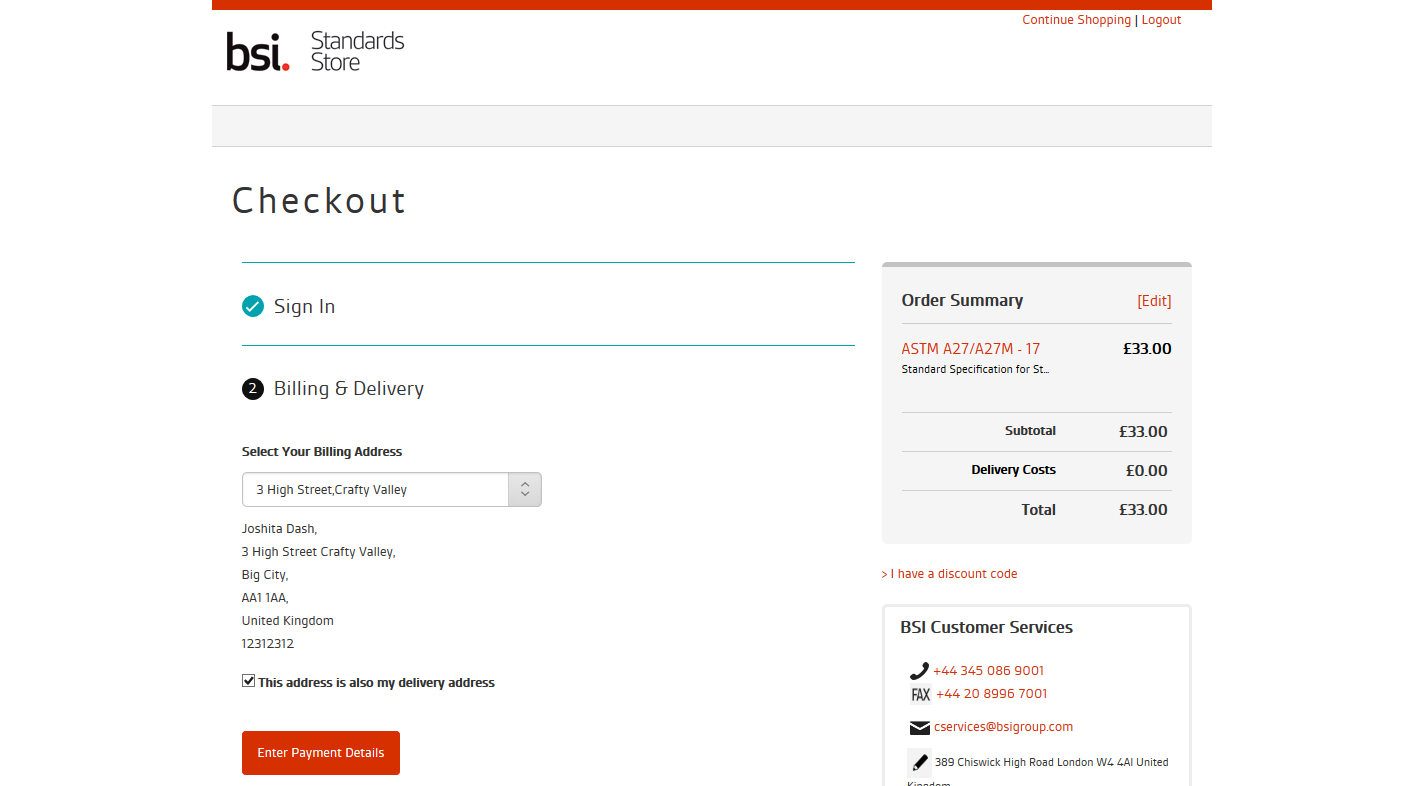 Continue Shopping | Logout
bsi. Standards
Store
Checkout
Sign In
2 Billing & Delivery
Select Your Billing Address
3 High Street,Crafty Valley
Joshita Dash,
3 High Street Crafty Valley,
Big City,
AA1 1AA,
United Kingdom
12312312
This address is also my delivery address
Enter Payment Details
Order Summary [Edit]
ASTM A27/A27M - 17 £33.00
Standard Specification for St...
Subtotal £33.00
Delivery Costs £0.00
Total £33.00
> I have a discount code
BSI Customer Services
+44 345 086 9001
FAX +44 20 8996 7001
cservices@bsigroup.com
389 Chiswick High Road London W4 4Al United
Kingdom